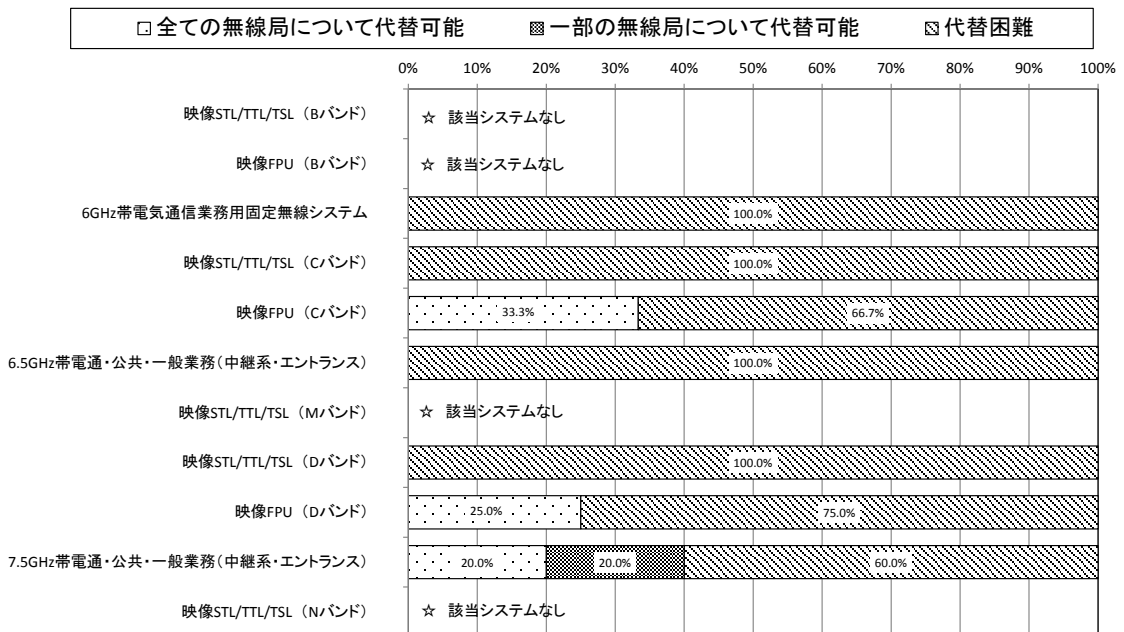 全ての無線局について代替可能 一部の無線局について代替可能 代替困難
0% 10% 20% 30% 40% 50% 60% 70% 80% 90% 100%
映像STL/TTL/TSL（Bバンド） ☆ 該当システムなし
映像FPU（Bバンド） ☆ 該当システムなし
6GHz帯電気通信業務用固定無線システム 100.0%
映像STL/TTL/TSL（Cバンド） 100.0%
映像FPU（Cバンド） 33.3% 66.7%
6.5GHz帯電通・公共・一般業務(中継系・エントランス) 100.0%
映像STL/TTL/TSL（Mバンド） ☆ 該当システムなし
映像STL/TTL/TSL（Dバンド） 100.0%
映像FPU（Dバンド） 25.0% 75.0%
7.5GHz帯電通・公共・一般業務(中継系・エントランス) 20.0% 20.0% 60.0%
映像STL/TTL/TSL（Nバンド） ☆ 該当システムなし